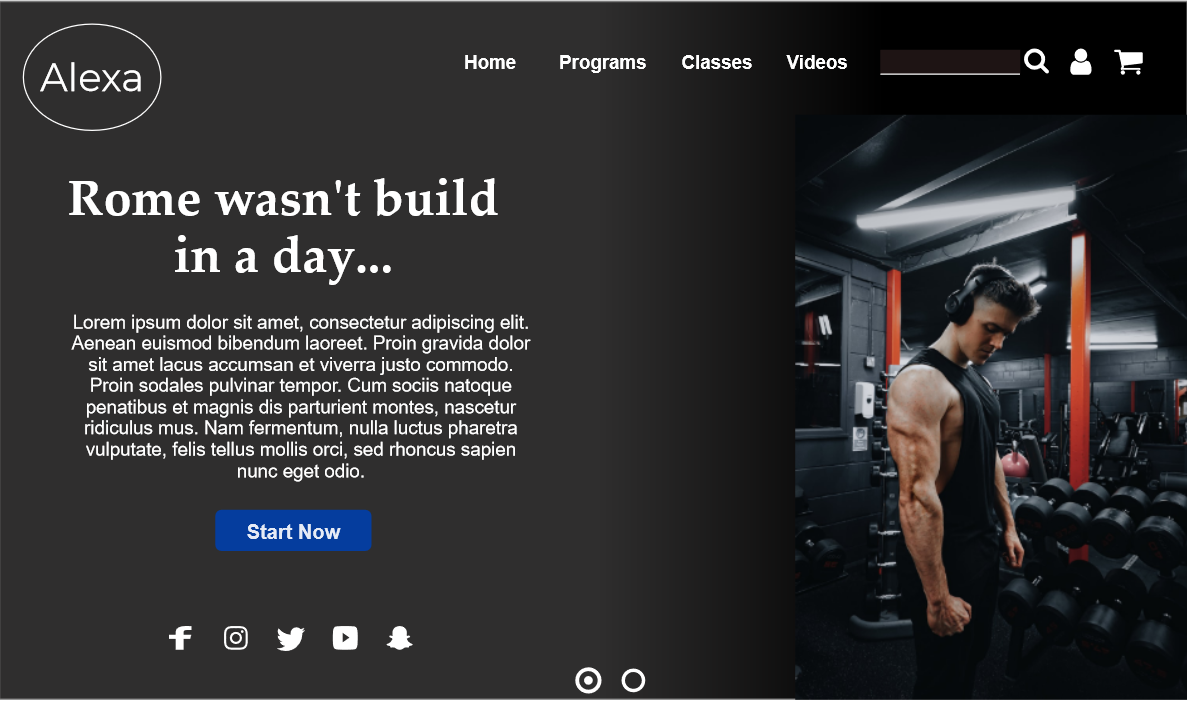 Alexa
Home Programs Classes Videos
Rome wasn't build
in a day...
Lorem ipsum dolor sit amet, consectetur adipiscing elit.
Aenean euismod bibendum laoreet. Proin gravida dolor
sit amet lacus accumsan et viverra justo commodo.
Proin sodales pulvinar tempor. Cum sociis natoque
penatibus et magnis dis parturient montes, nascetur
ridiculus mus. Nam fermentum, nulla luctus pharetra
vulputate, felis tellus mollis orci, sed rhoncus sapien
nunc eget odio.
Start Now